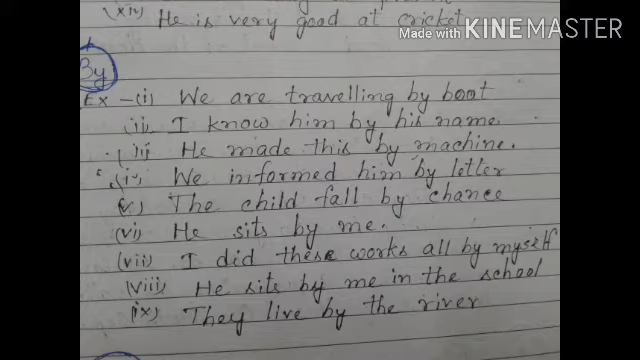 (xiv) He is very good at cricket
Made with KINEMASTER
By
Ex - (i) We are travelling by boat
(ii) I know him by his name.
(iii) He made this by machine.
(iv) We informed him by letter
(v) The child fall by chance
(vi) He sits by me.
(vii) I did these works all by myself
(viii) He sits by me in the school
(ix) They live by the river